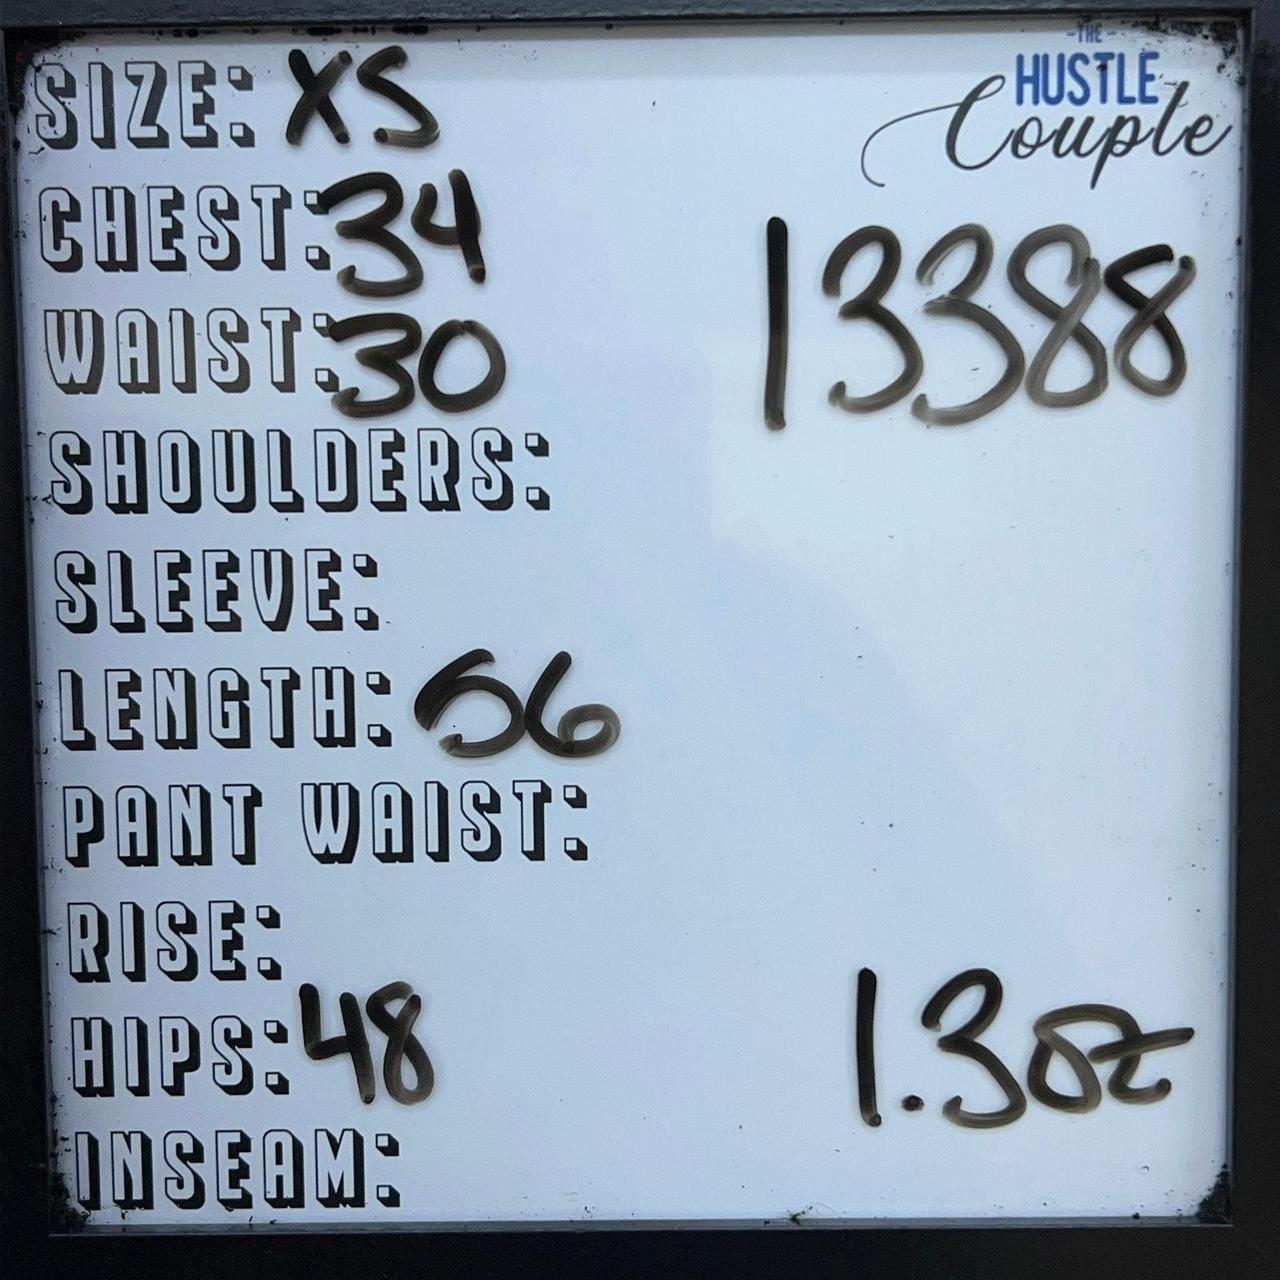 -THE-
HUSTLE
Couple
SIZE: XS
CHEST: 34
13388
WAIST: 30
SHOULDERS:
SLEEVE:
LENGTH: 56
PANT WAIST:
RISE:
HIPS: 48
1.3oz
INSEAM: